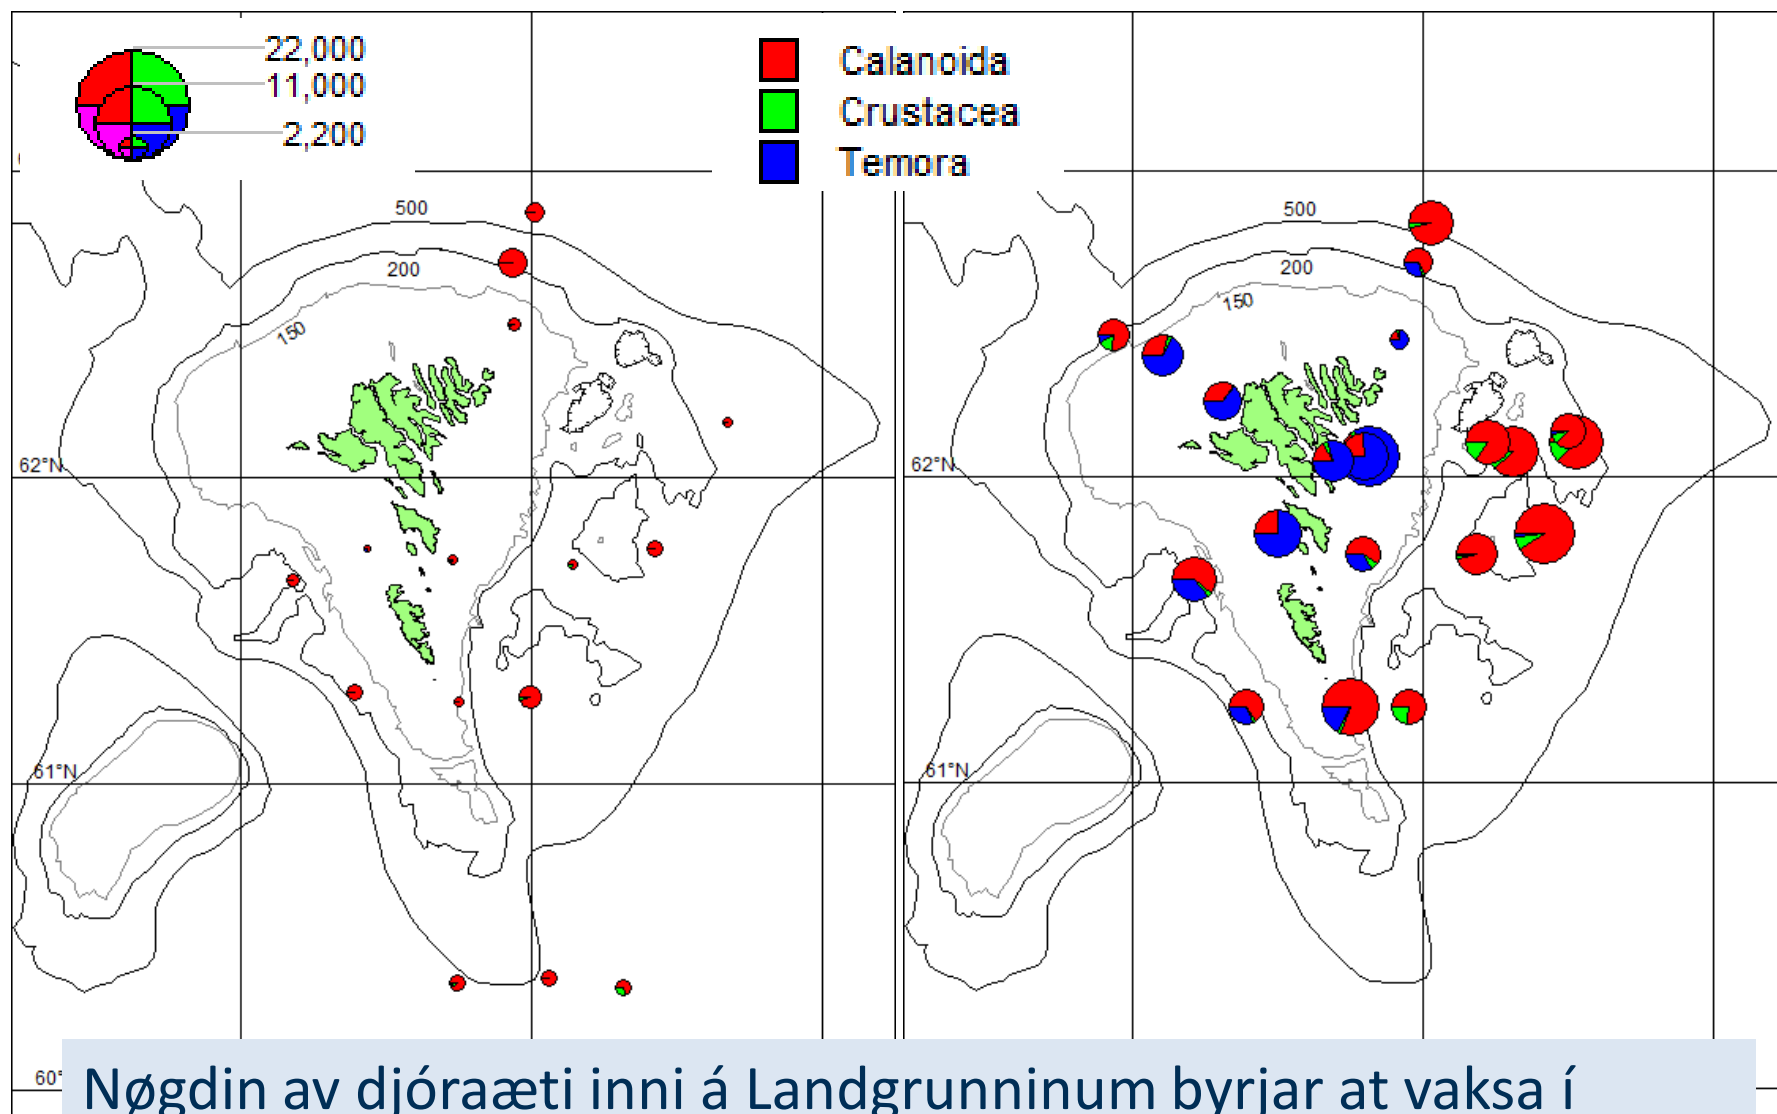 22,000
11,000
2,200
Calanoida
Crustacea
Temora
500
200
150
62°N
61°N
60°
500
200
150
62°N
61°N
Nøgdin av djóraæti inni á Landgrunninum byrjar at vaksa í